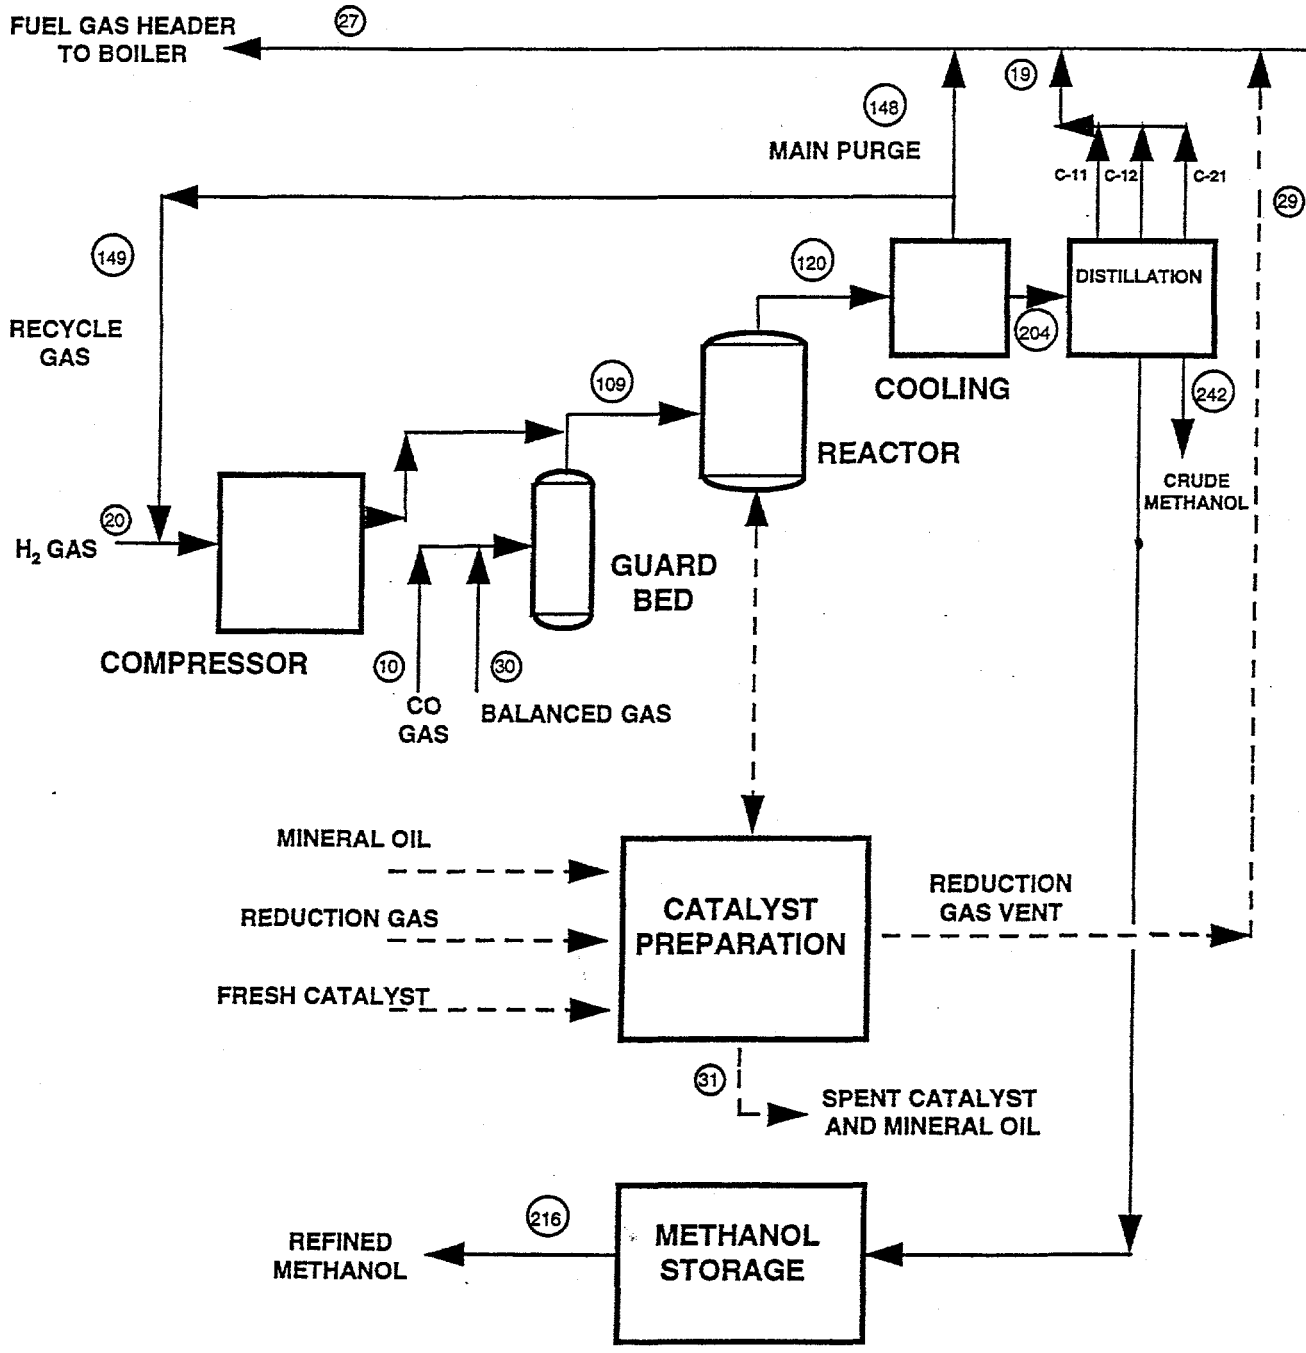 FUEL GAS HEADER
TO BOILER
27
19
148
MAIN PURGE
C-11
C-12
C-21
29
149
120
DISTILLATION
RECYCLE
GAS
204
109
COOLING
242
REACTOR
CRUDE
METHANOL
20
H₂ GAS
GUARD
BED
COMPRESSOR
10
30
CO
GAS
BALANCED GAS
MINERAL OIL
REDUCTION GAS
FRESH CATALYST
CATALYST
PREPARATION
REDUCTION
GAS VENT
31
SPENT CATALYST
AND MINERAL OIL
216
METHANOL
STORAGE
REFINED
METHANOL